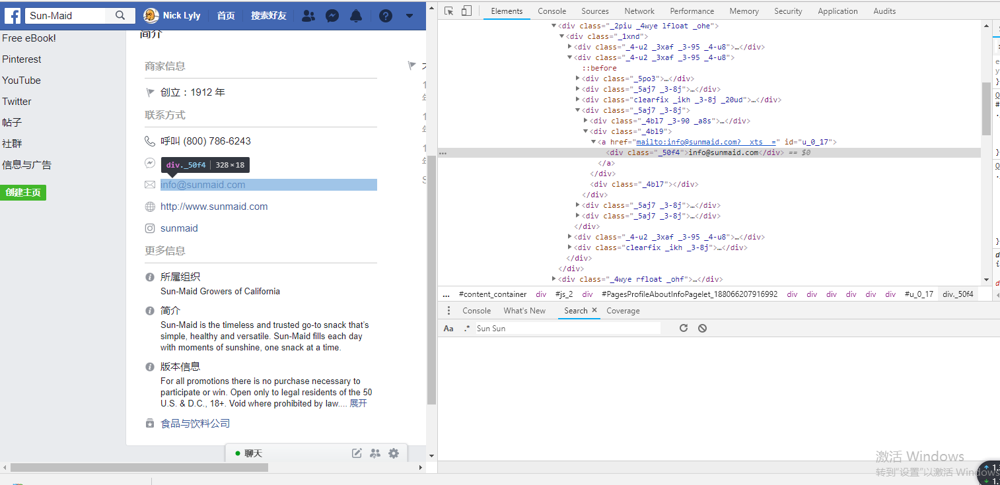 Sun-Maid
Nick Lyly
首页
搜索好友
Free eBook!
Pinterest
YouTube
Twitter
帖子
社群
信息与广告
创建主页
简介
商家信息
创立：1912 年
联系方式
呼叫 (800) 786-6243
div._50f4 328×18
info@sunmaid.com
http://www.sunmaid.com
sunmaid
更多信息
所属组织
Sun-Maid Growers of California
简介
Sun-Maid is the timeless and trusted go-to snack that’s
simple, healthy and versatile. Sun-Maid fills each day
with moments of sunshine, one snack at a time.
版本信息
For all promotions there is no purchase necessary to
participate or win. Open only to legal residents of the 50
U.S. & D.C., 18+. Void where prohibited by law.... 展开
食品与饮料公司
聊天
Elements Console Sources Network Performance Memory Security Application Audits
<div class="_2piu _4wye lfloat _ohe">
<div class="_1xnd">
<div class="_4-u2 _3xaf _3-95 _4-u8">…</div>
<div class="_4-u2 _3xaf _3-95 _4-u8">
::before
<div class="_5po3">…</div>
<div class="_5aj7 _3-8j">…</div>
<div class="clearfix _ikh _3-8j _20ud">…</div>
<div class="_5aj7 _3-8j">
<div class="_4bl7 _3-90 _a8s">…</div>
<div class="_4bl9">
<a href="mailto:info@sunmaid.com?__xts__=" id="u_0_17">
<div class="_50f4">info@sunmaid.com</div> == $0
</a>
</div>
<div class="_4bl7"></div>
</div>
<div class="_5aj7 _3-8j">…</div>
<div class="_5aj7 _3-8j">…</div>
</div>
<div class="_4-u2 _3xaf _3-95 _4-u8">…</div>
<div class="clearfix _ikh _3-8j">…</div>
</div>
</div>
<div class="_4wye rfloat _ohf">…</div>
... #content_container div #js_2 div #PagesProfileAboutInfoPagelet_188066207916992 div div div div div div #u_0_17 div._50f4
Console What's New Search × Coverage
Aa .* Sun Sun
激活 Windows
转到"设置"以激活 Windows